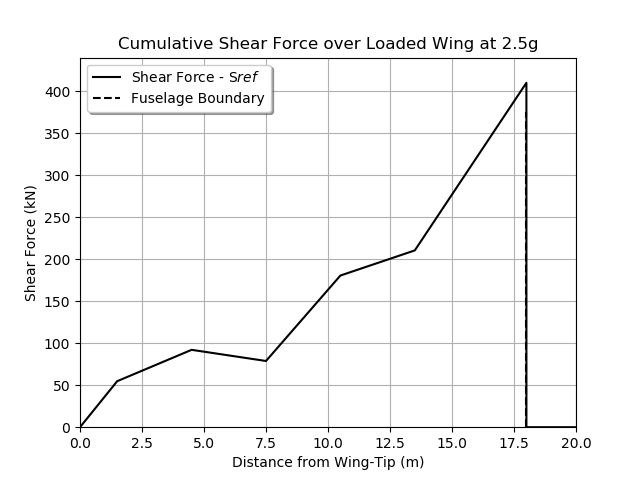 Cumulative Shear Force over Loaded Wing at 2.5g
Shear Force - Sref
Fuselage Boundary
400
350
300
250
200
150
100
50
0
Shear Force (kN)
0.0 2.5 5.0 7.5 10.0 12.5 15.0 17.5 20.0
Distance from Wing-Tip (m)